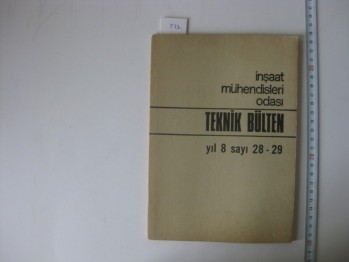 inşaat
mühendisleri
odası
TEKNİK BÜLTEN
yıl 8 sayı 28-29